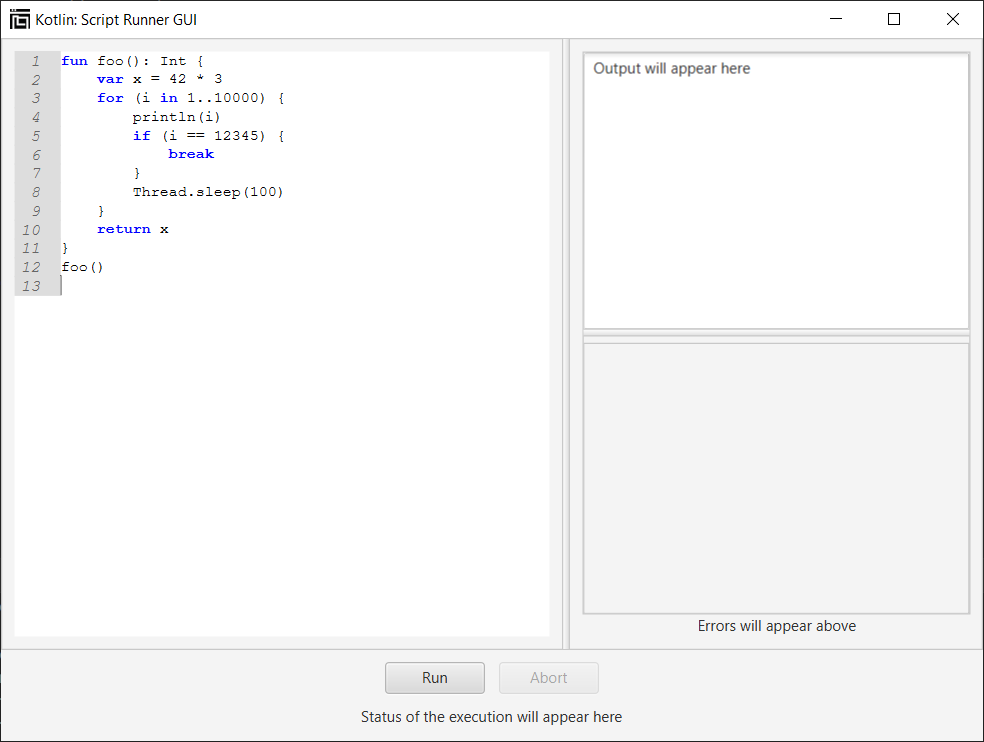 Kotlin: Script Runner GUI
1 fun foo(): Int {
2     var x = 42 * 3
3     for (i in 1..10000) {
4         println(i)
5         if (i == 12345) {
6             break
7         }
8         Thread.sleep(100)
9     }
10     return x
11 }
12 foo()
13
Output will appear here
Errors will appear above
Run Abort
Status of the execution will appear here